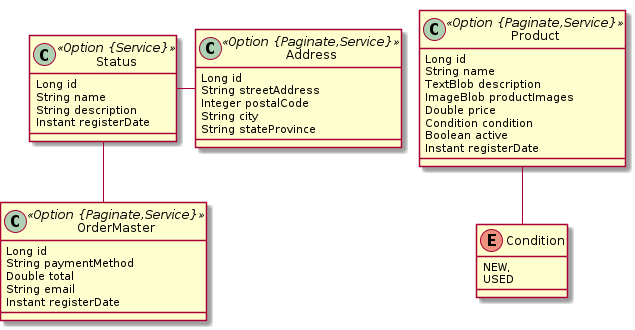 C «Option {Service}»
Status
Long id
String name
String description
Instant registerDate
C «Option {Paginate,Service}»
Address
Long id
String streetAddress
Integer postalCode
String city
String stateProvince
C «Option {Paginate,Service}»
Product
Long id
String name
TextBlob description
ImageBlob productImages
Double price
Condition condition
Boolean active
Instant registerDate
C «Option {Paginate,Service}»
OrderMaster
Long id
String paymentMethod
Double total
String email
Instant registerDate
E Condition
NEW,
USED